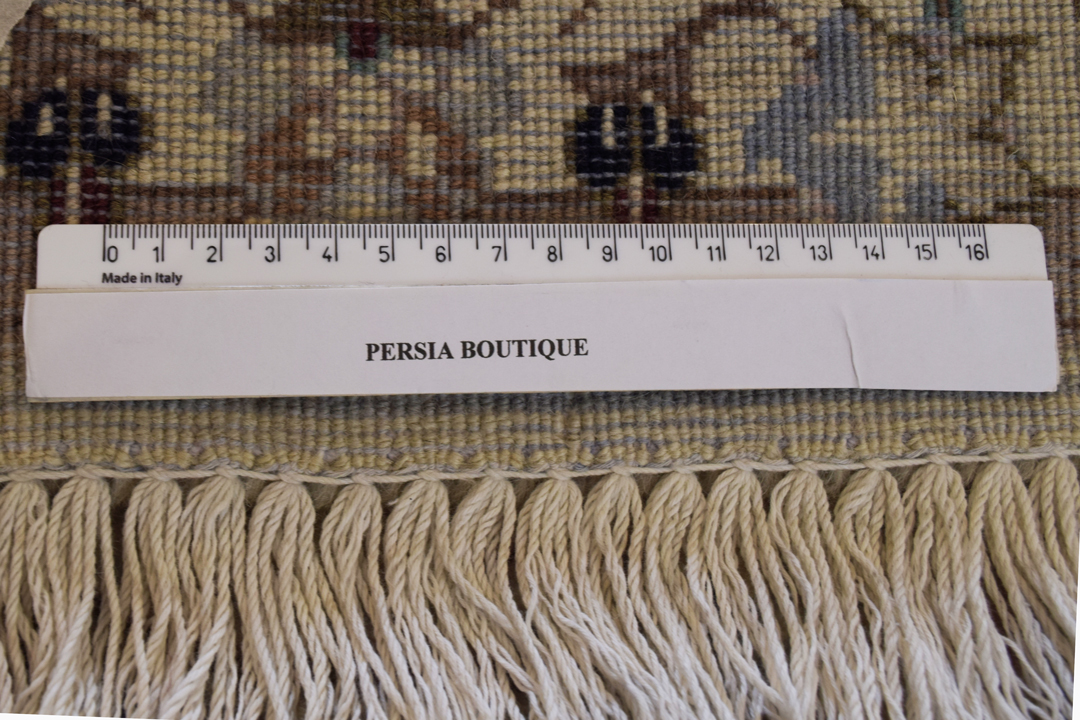 0 1 2 3 4 5 6 7 8 9 10 11 12 13 14 15 16
Made in Italy
PERSIA BOUTIQUE